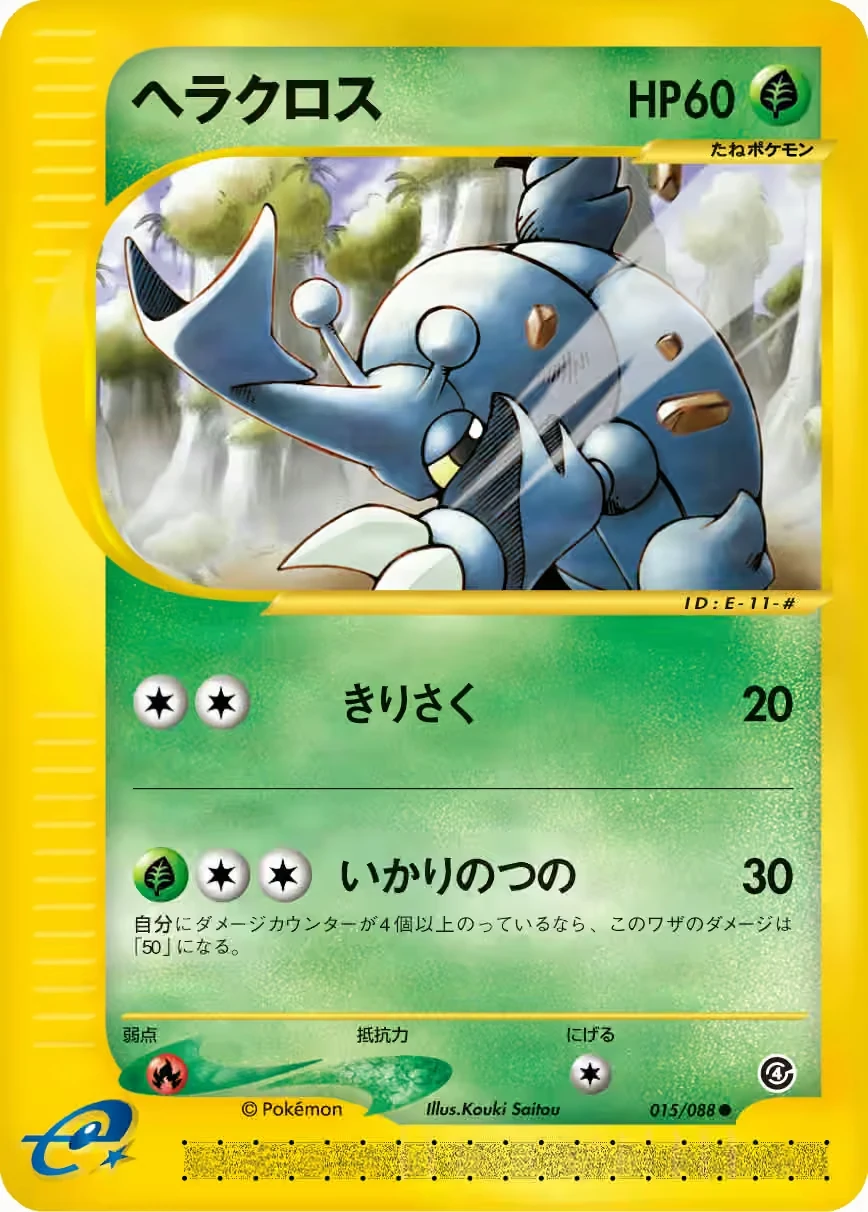 ヘラクロス HP60
たねポケモン
ID:E-11-#
きりさく 20
いかりのつの 30
自分にダメージカウンターが4個以上のっているなら、このワザのダメージは
「50」になる。
弱点 抵抗力 にげる
4
© Pokémon Illus.Kouki Saitou 015/088●
e